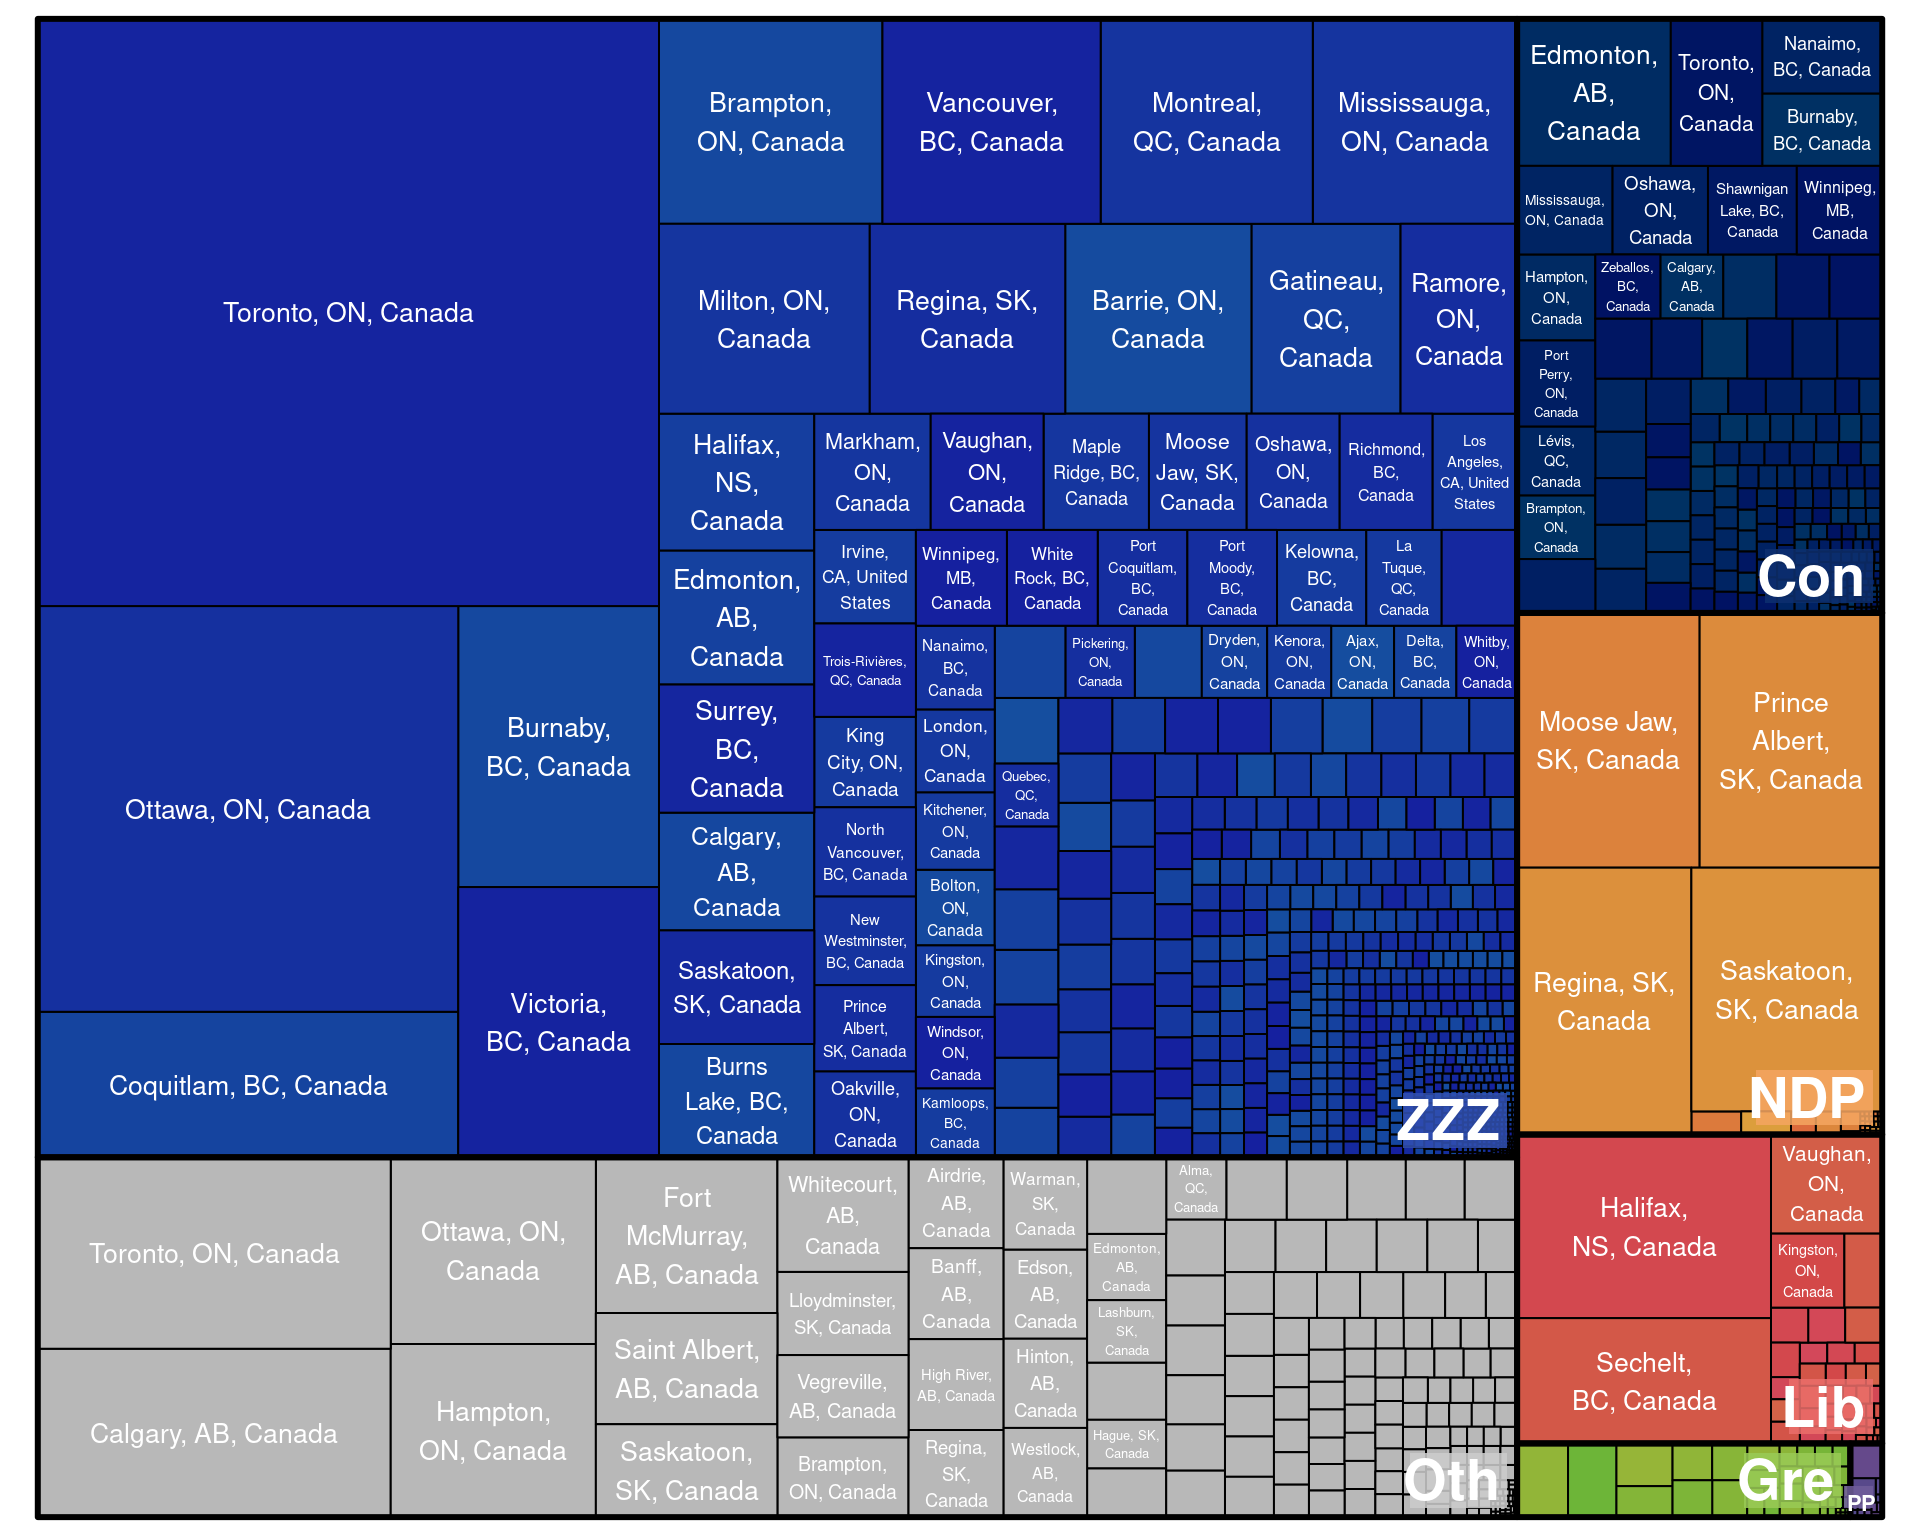 Toronto, ON, Canada
Ottawa, ON, Canada
Coquitlam, BC, Canada
Burnaby,
BC, Canada
Victoria,
BC, Canada
Brampton,
ON, Canada
Vancouver,
BC, Canada
Montreal,
QC, Canada
Mississauga,
ON, Canada
Milton, ON,
Canada
Regina, SK,
Canada
Barrie, ON,
Canada
Gatineau,
QC,
Canada
Ramore,
ON,
Canada
Halifax,
NS,
Canada
Edmonton,
AB,
Canada
Surrey,
BC,
Canada
Calgary,
AB,
Canada
Saskatoon,
SK, Canada
Burns
Lake, BC,
Canada
Markham,
ON,
Canada
Vaughan,
ON,
Canada
Maple
Ridge, BC,
Canada
Moose
Jaw, SK,
Canada
Oshawa,
ON,
Canada
Richmond,
BC,
Canada
Los
Angeles,
CA, United
States
Irvine,
CA, United
States
Trois-Rivières,
QC, Canada
King
City, ON,
Canada
North
Vancouver,
BC, Canada
New
Westminster,
BC, Canada
Prince
Albert,
SK, Canada
Oakville,
ON,
Canada
Winnipeg,
MB,
Canada
White
Rock, BC,
Canada
Port
Coquitlam,
BC,
Canada
Port
Moody,
BC,
Canada
Kelowna,
BC,
Canada
La
Tuque,
QC,
Canada
Nanaimo,
BC,
Canada
London,
ON,
Canada
Kitchener,
ON,
Canada
Bolton,
ON,
Canada
Kingston,
ON,
Canada
Windsor,
ON,
Canada
Kamloops,
BC,
Canada
Pickering,
ON,
Canada
Dryden,
ON,
Canada
Kenora,
ON,
Canada
Ajax,
ON,
Canada
Delta,
BC,
Canada
Whitby,
ON,
Canada
Quebec,
QC,
Canada
ZZZ
Edmonton,
AB,
Canada
Toronto,
ON,
Canada
Nanaimo,
BC, Canada
Burnaby,
BC, Canada
Mississauga,
ON, Canada
Oshawa,
ON,
Canada
Shawnigan
Lake, BC,
Canada
Winnipeg,
MB,
Canada
Hampton,
ON,
Canada
Zeballos,
BC,
Canada
Calgary,
AB,
Canada
Port
Perry,
ON,
Canada
Lévis,
QC,
Canada
Brampton,
ON,
Canada
Con
Moose Jaw,
SK, Canada
Prince
Albert,
SK, Canada
Regina, SK,
Canada
Saskatoon,
SK, Canada
NDP
Halifax,
NS, Canada
Sechelt,
BC, Canada
Vaughan,
ON,
Canada
Kingston,
ON,
Canada
Lib
Gre
PP
Toronto, ON, Canada
Calgary, AB, Canada
Ottawa, ON,
Canada
Hampton,
ON, Canada
Fort
McMurray,
AB, Canada
Saint Albert,
AB, Canada
Saskatoon,
SK, Canada
Whitecourt,
AB,
Canada
Lloydminster,
SK, Canada
Vegreville,
AB, Canada
Brampton,
ON, Canada
Airdrie,
AB,
Canada
Banff,
AB,
Canada
High River,
AB, Canada
Regina,
SK,
Canada
Warman,
SK,
Canada
Edson,
AB,
Canada
Hinton,
AB,
Canada
Westlock,
AB,
Canada
Edmonton,
AB,
Canada
Lashburn,
SK,
Canada
Hague, SK,
Canada
Alma,
QC,
Canada
Oth